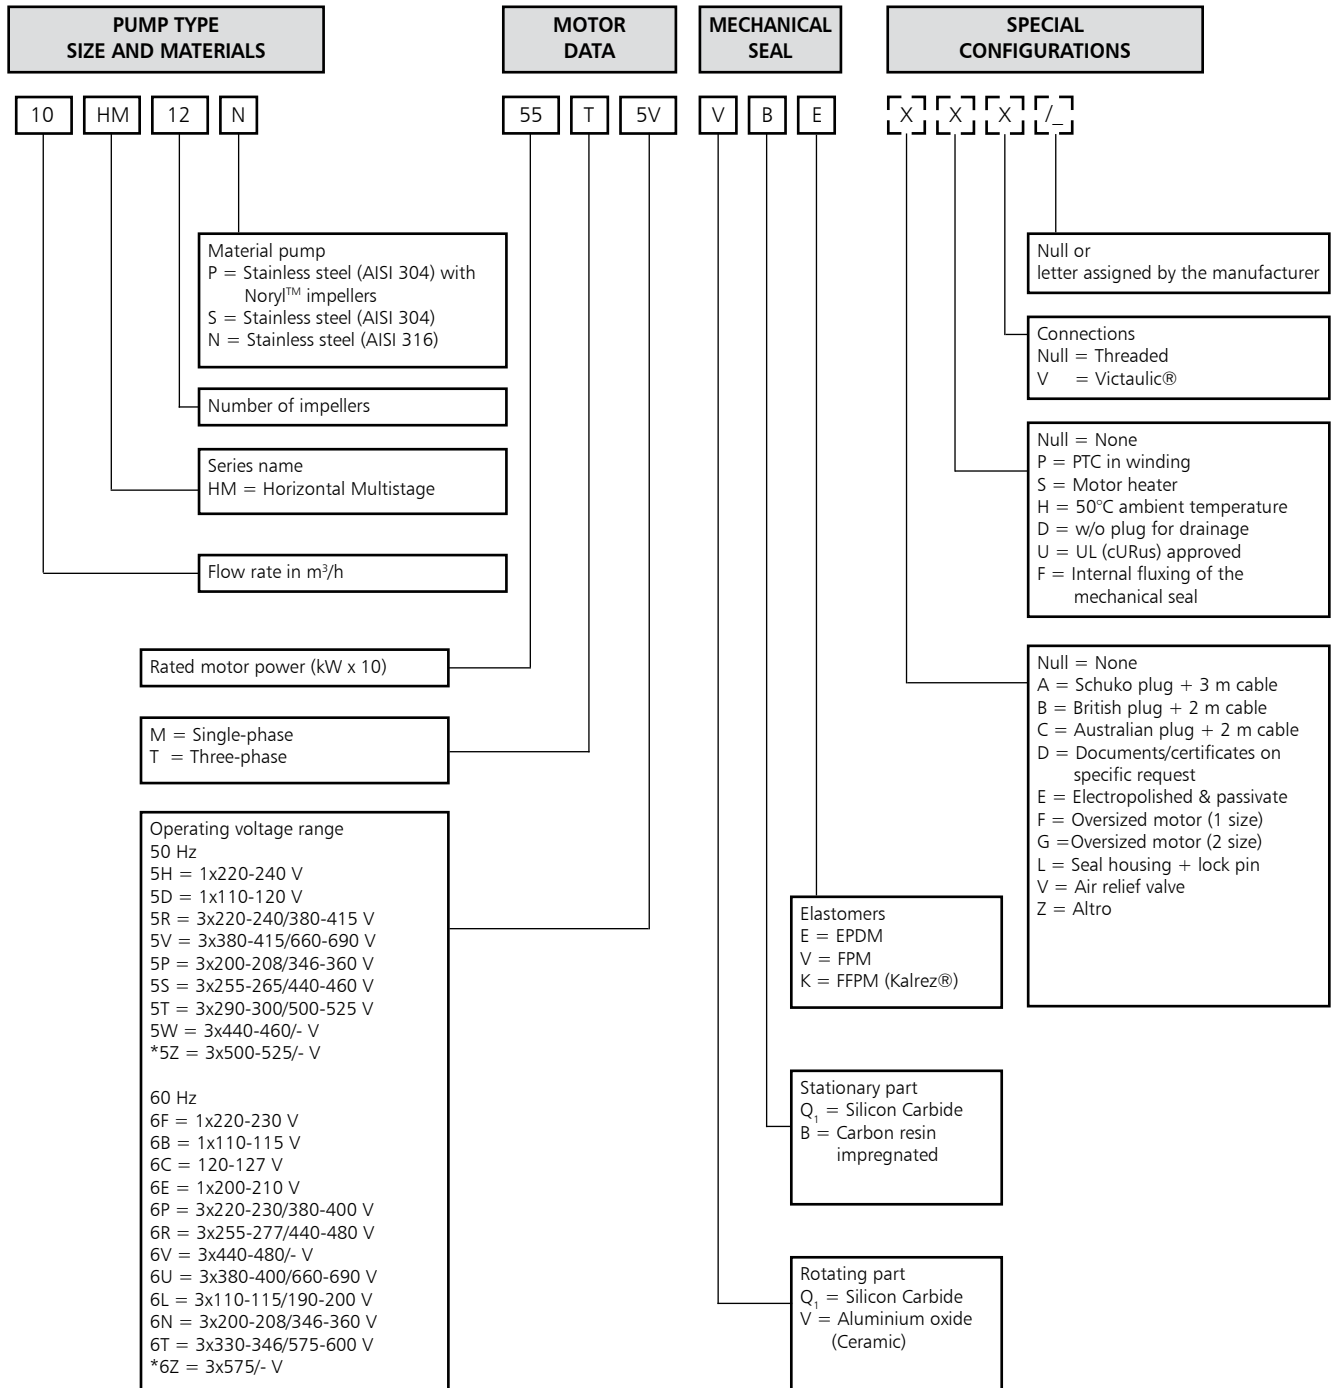 PUMP TYPE
SIZE AND MATERIALS
MOTOR
DATA
MECHANICAL
SEAL
SPECIAL
CONFIGURATIONS
10 HM 12 N 55 T 5V V B E X X X /_
Material pump
P = Stainless steel (AISI 304) with
Noryl™ impellers
S = Stainless steel (AISI 304)
N = Stainless steel (AISI 316)
Number of impellers
Series name
HM = Horizontal Multistage
Flow rate in m³/h
Rated motor power (kW x 10)
M = Single-phase
T = Three-phase
Operating voltage range
50 Hz
5H = 1x220-240 V
5D = 1x110-120 V
5R = 3x220-240/380-415 V
5V = 3x380-415/660-690 V
5P = 3x200-208/346-360 V
5S = 3x255-265/440-460 V
5T = 3x290-300/500-525 V
5W = 3x440-460/- V
*5Z = 3x500-525/- V
60 Hz
6F = 1x220-230 V
6B = 1x110-115 V
6C = 120-127 V
6E = 1x200-210 V
6P = 3x220-230/380-400 V
6R = 3x255-277/440-480 V
6V = 3x440-480/- V
6U = 3x380-400/660-690 V
6L = 3x110-115/190-200 V
6N = 3x200-208/346-360 V
6T = 3x330-346/575-600 V
*6Z = 3x575/- V
Null or
letter assigned by the manufacturer
Connections
Null = Threaded
V = Victaulic®
Null = None
P = PTC in winding
S = Motor heater
H = 50°C ambient temperature
D = w/o plug for drainage
U = UL (cURus) approved
F = Internal fluxing of the
mechanical seal
Null = None
A = Schuko plug + 3 m cable
B = British plug + 2 m cable
C = Australian plug + 2 m cable
D = Documents/certificates on
specific request
E = Electropolished & passivate
F = Oversized motor (1 size)
G =Oversized motor (2 size)
L = Seal housing + lock pin
V = Air relief valve
Z = Altro
Elastomers
E = EPDM
V = FPM
K = FFPM (Kalrez®)
Stationary part
Q₁ = Silicon Carbide
B = Carbon resin
impregnated
Rotating part
Q₁ = Silicon Carbide
V = Aluminium oxide
(Ceramic)